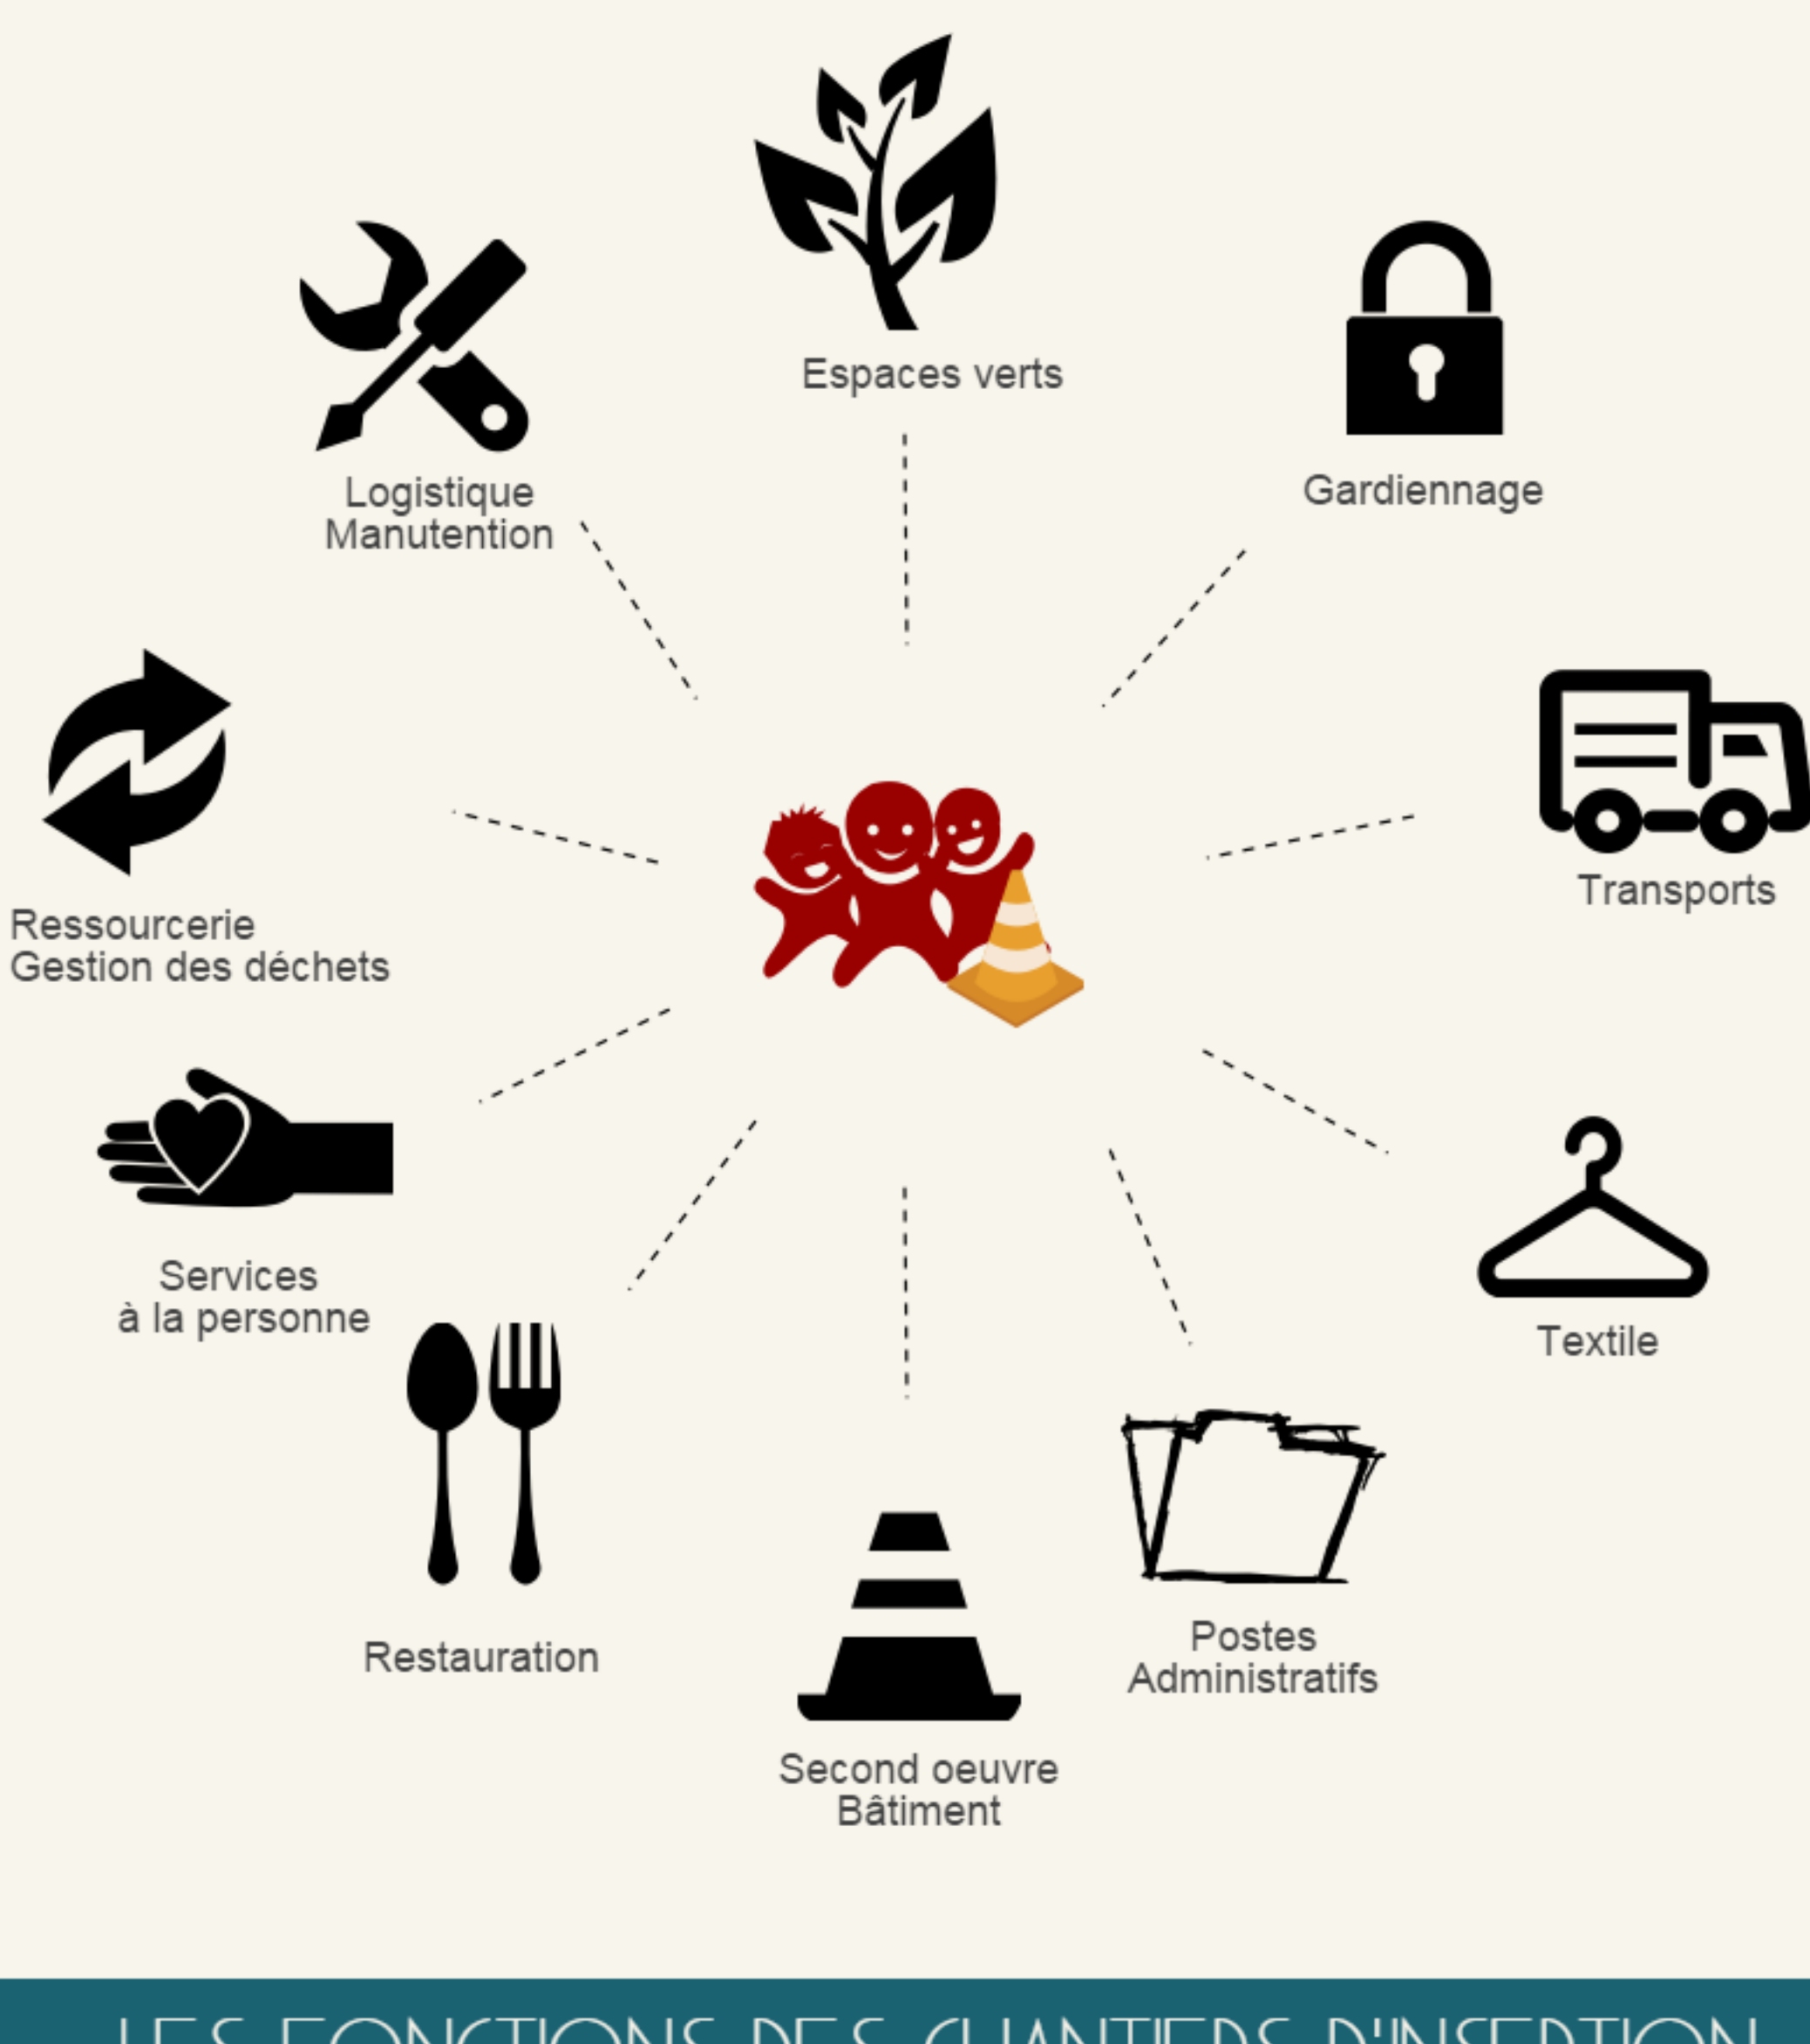 Espaces verts
Gardiennage
Logistique
Manutention
Transports
Ressourcerie
Gestion des déchets
Services
à la personne
Textile
Restauration
Postes
Administratifs
Second oeuvre
Bâtiment
LES FONCTIONS DES CHANTIERS D'INSERTION